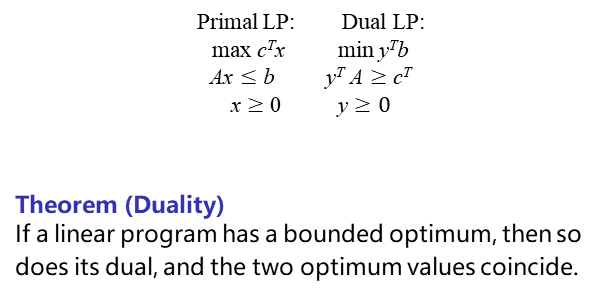 Primal LP: Dual LP:
max cᵀx min yᵀb
Ax ≤ b yᵀ A ≥ cᵀ
x ≥ 0 y ≥ 0
Theorem (Duality)
If a linear program has a bounded optimum, then so
does its dual, and the two optimum values coincide.